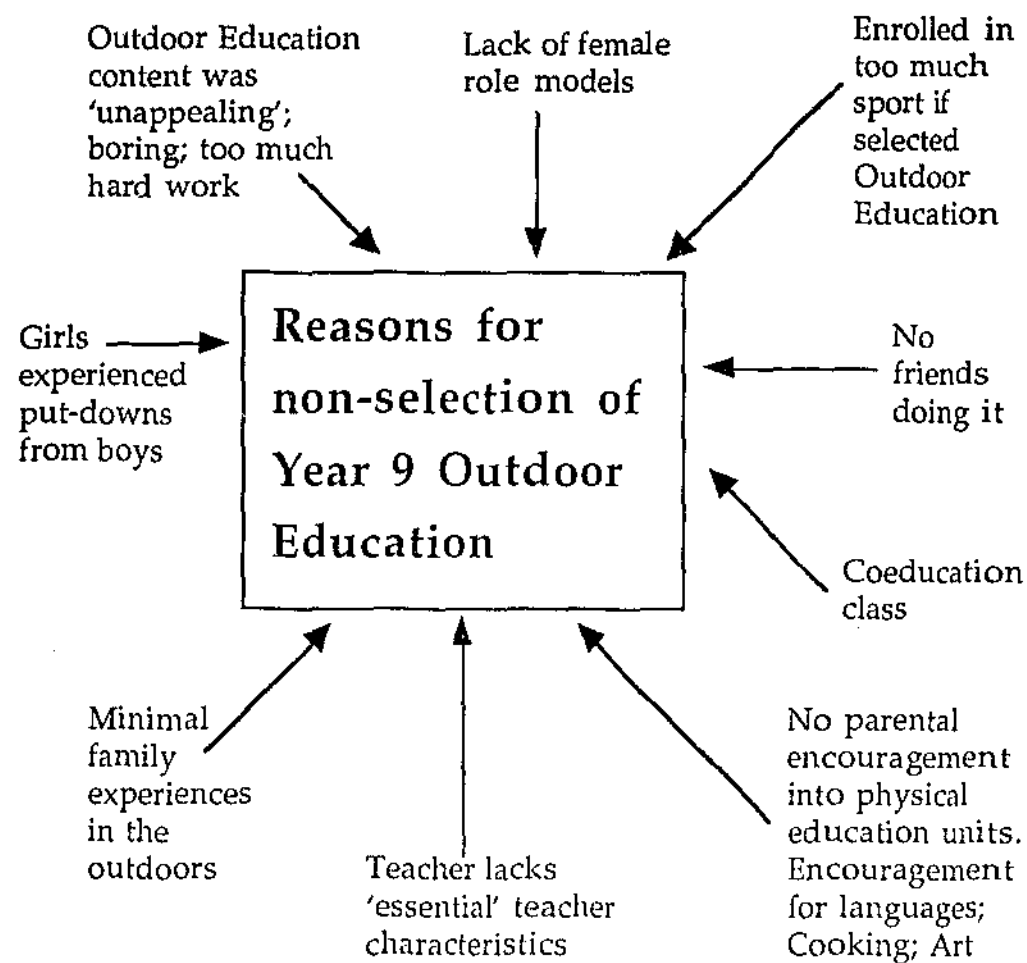 Outdoor Education
content was
'unappealing';
boring; too much
hard work
Lack of female
role models
Enrolled in
too much
sport if
selected
Outdoor
Education
Girls
experienced
put-downs
from boys
Reasons for
non-selection of
Year 9 Outdoor
Education
No
friends
doing it
Coeducation
class
Minimal
family
experiences
in the
outdoors
Teacher lacks
'essential' teacher
characteristics
No parental
encouragement
into physical
education units.
Encouragement
for languages;
Cooking; Art